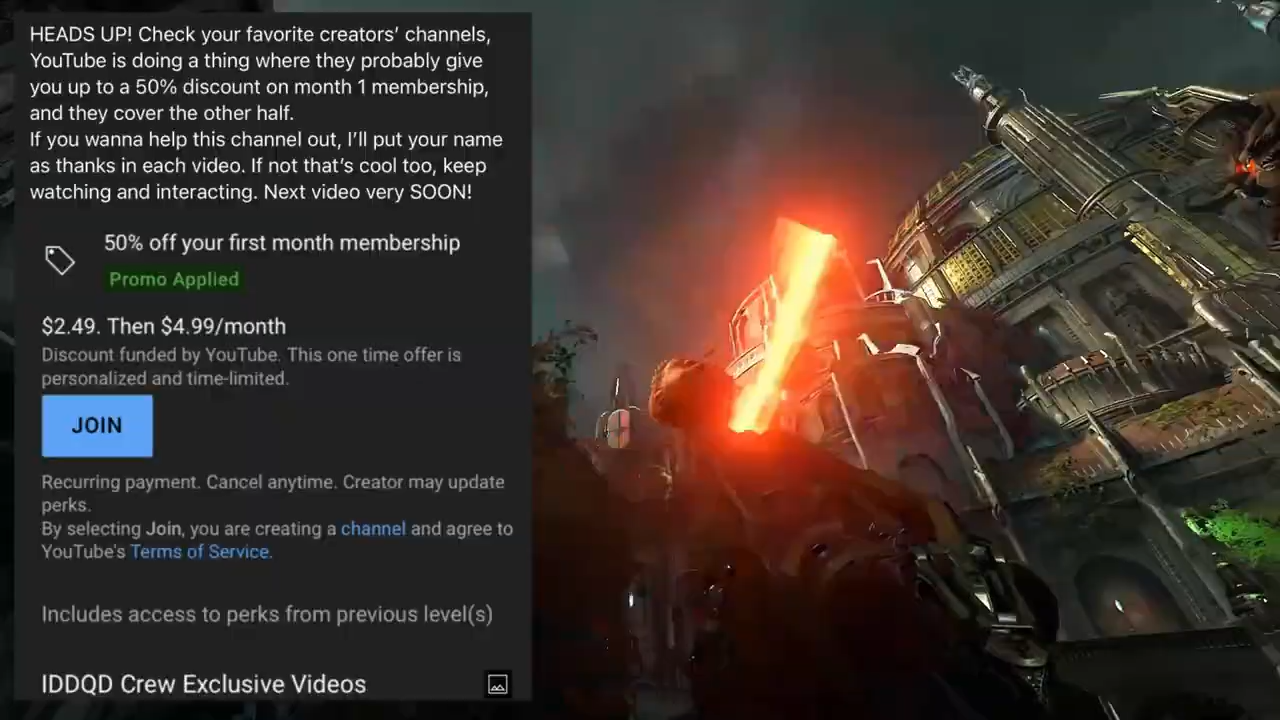 HEADS UP! Check your favorite creators’ channels,
YouTube is doing a thing where they probably give
you up to a 50% discount on month 1 membership,
and they cover the other half.
If you wanna help this channel out, I’ll put your name
as thanks in each video. If not that’s cool too, keep
watching and interacting. Next video very SOON!
50% off your first month membership
Promo Applied
$2.49. Then $4.99/month
Discount funded by YouTube. This one time offer is
personalized and time-limited.
JOIN
Recurring payment. Cancel anytime. Creator may update
perks.
By selecting Join, you are creating a channel and agree to
YouTube's Terms of Service.
Includes access to perks from previous level(s)
IDDQD Crew Exclusive Videos